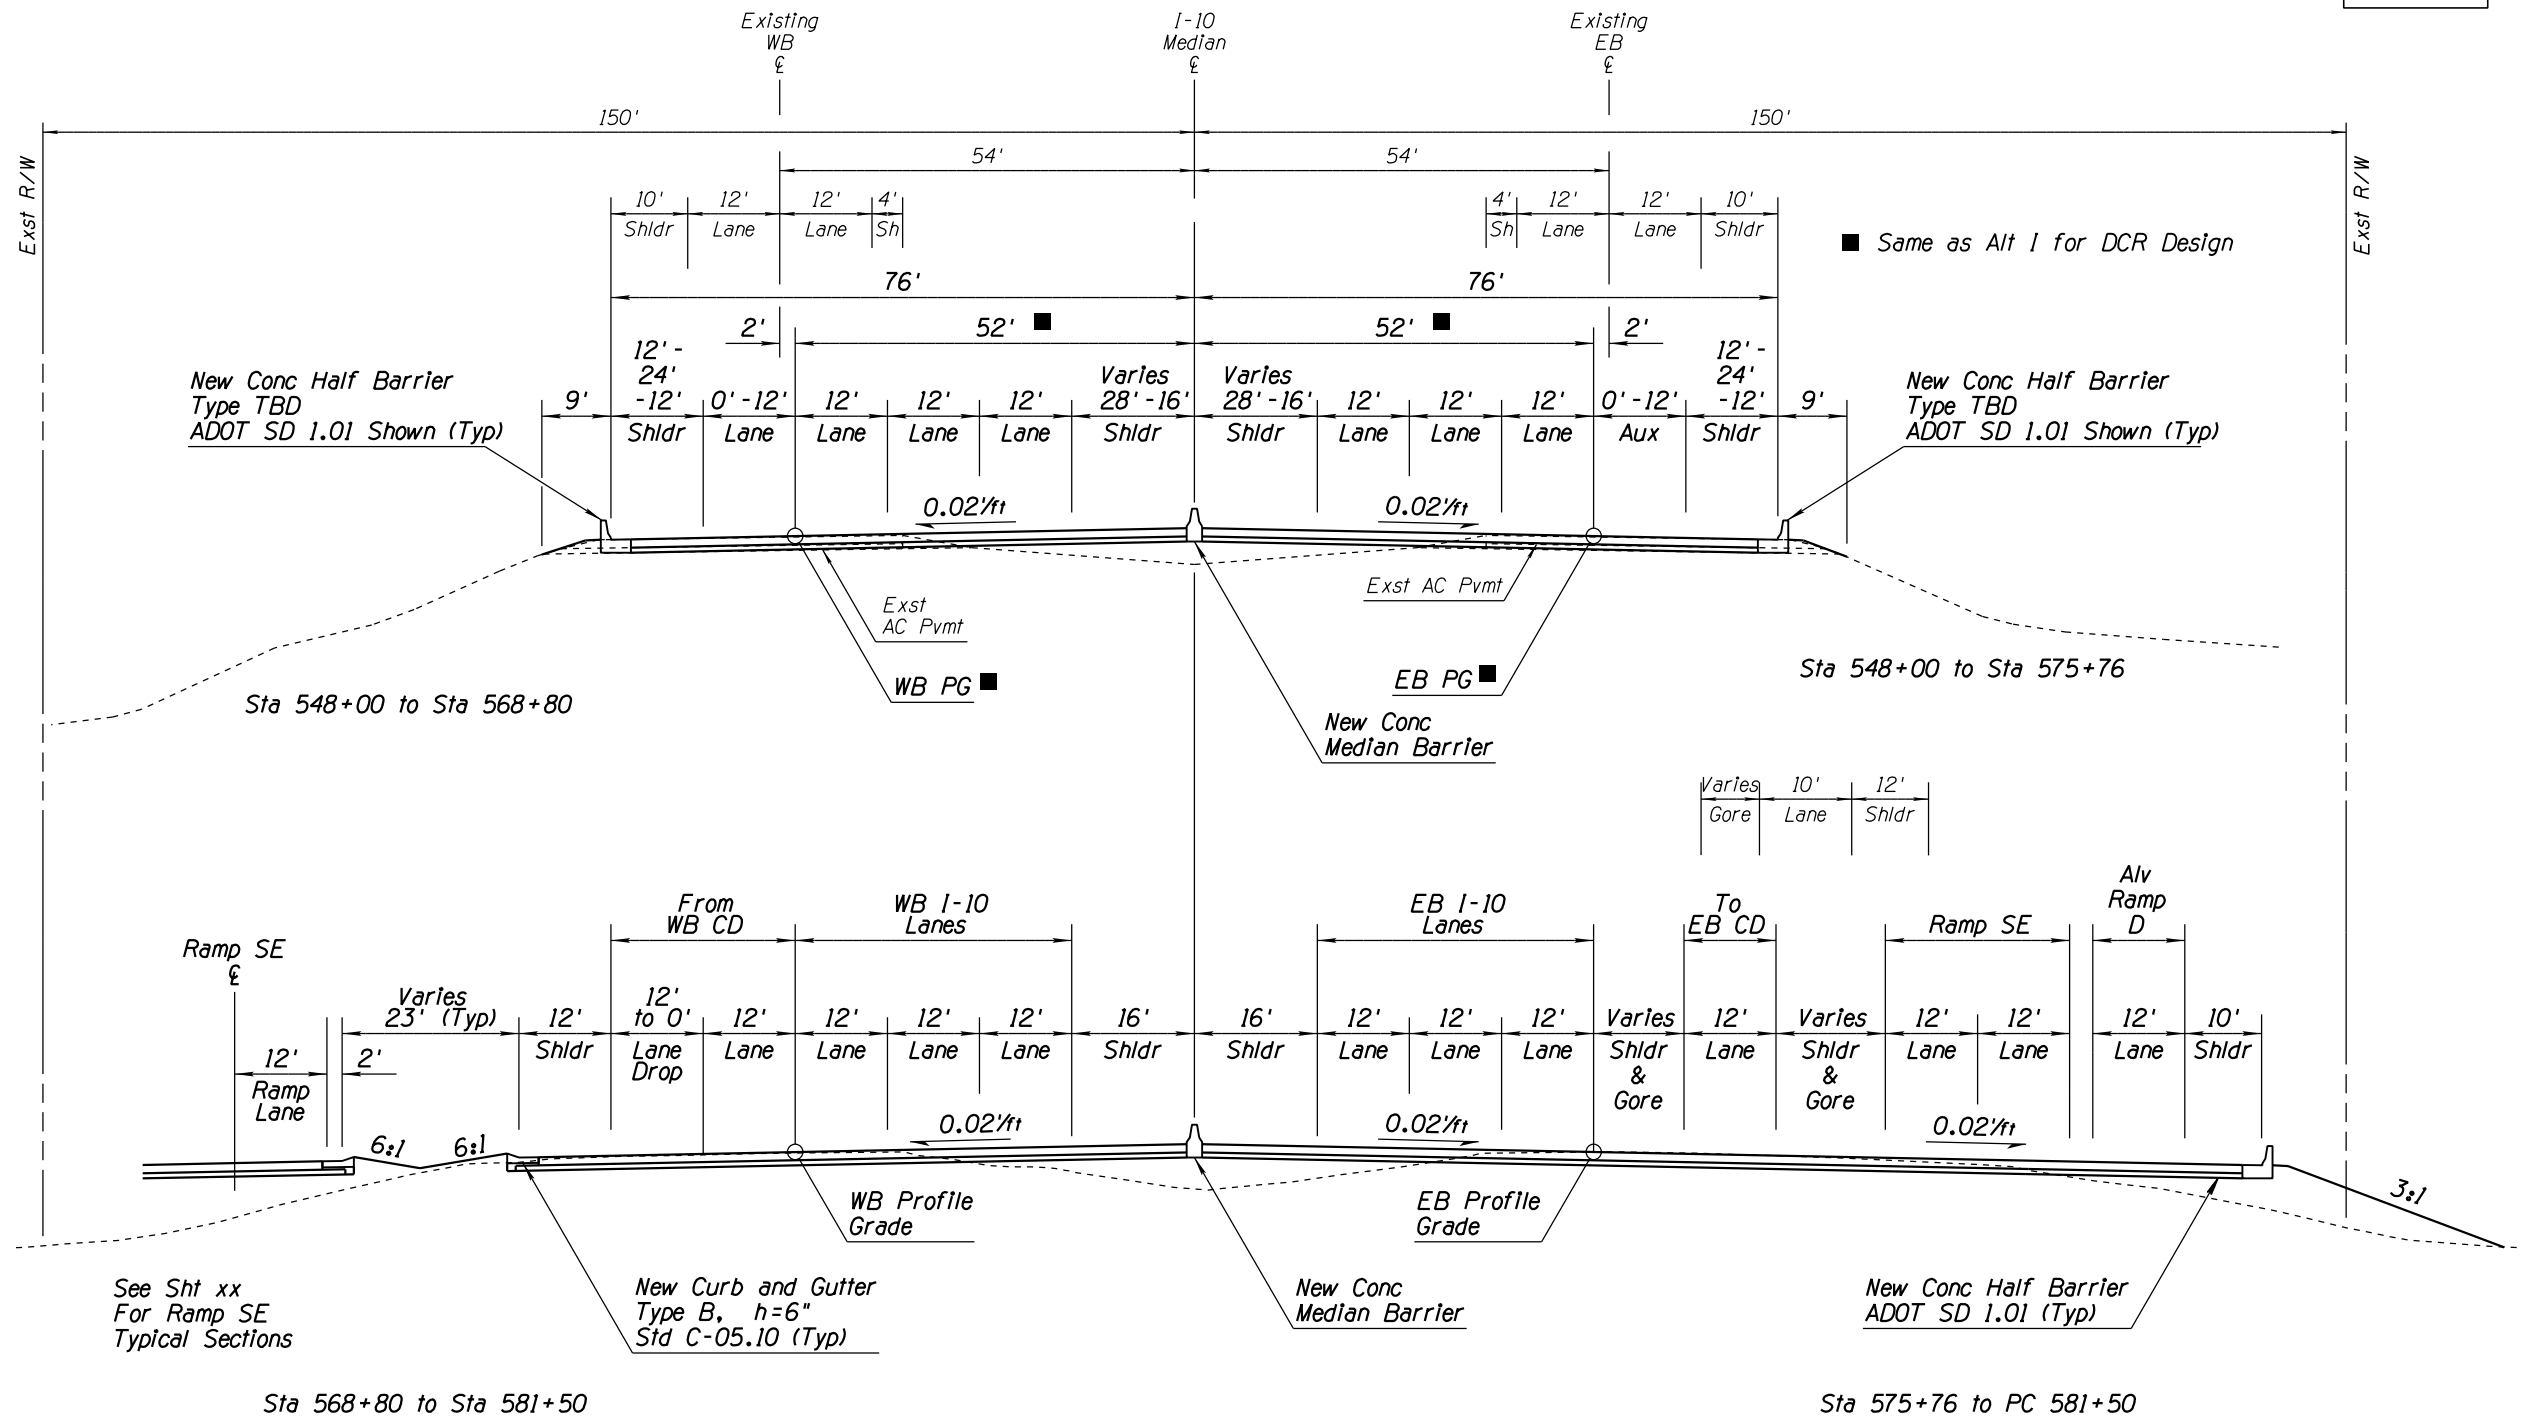 Existing
WB
℄
I-10
Median
℄
Existing
EB
℄
150'
150'
Exst R/W
Exst R/W
54'
54'
10' 12' 12' 4'
Shldr Lane Lane Sh
4' 12' 12' 10'
Sh Lane Lane Shldr
■ Same as Alt I for DCR Design
76'
76'
2'
52' ■
52' ■
2'
12' -
24'
-12'
Shldr
9'
0' -12'
Lane
12'
Lane
12'
Lane
12'
Lane
Varies
28' -16'
Shldr
Varies
28' -16'
Shldr
12'
Lane
12'
Lane
12'
Lane
0' -12'
Aux
12' -
24'
-12'
Shldr
9'
New Conc Half Barrier
Type TBD
ADOT SD 1.01 Shown (Typ)
New Conc Half Barrier
Type TBD
ADOT SD 1.01 Shown (Typ)
0.02'/ft
0.02'/ft
Exst
AC Pvmt
Exst AC Pvmt
WB PG ■
EB PG ■
New Conc
Median Barrier
Sta 548+00 to Sta 568+80
Sta 548+00 to Sta 575+76
Varies 10' 12'
Gore Lane Shldr
Ramp SE
℄
From
WB CD
WB I-10
Lanes
EB I-10
Lanes
To
EB CD
Ramp SE
Alv
Ramp
D
12'
Ramp
Lane
2'
Varies
23' (Typ)
12'
Shldr
12'
to 0'
Lane
Drop
12'
Lane
12'
Lane
12'
Lane
12'
Lane
16'
Shldr
16'
Shldr
12'
Lane
12'
Lane
12'
Lane
Varies
Shldr
&
Gore
12'
Lane
Varies
Shldr
&
Gore
12'
Lane
12'
Lane
12'
Lane
10'
Shldr
6:1
6:1
0.02'/ft
0.02'/ft
0.02'/ft
3:1
WB Profile
Grade
EB Profile
Grade
See Sht xx
For Ramp SE
Typical Sections
New Curb and Gutter
Type B, h=6"
Std C-05.10 (Typ)
New Conc
Median Barrier
New Conc Half Barrier
ADOT SD 1.01 (Typ)
Sta 568+80 to Sta 581+50
Sta 575+76 to PC 581+50